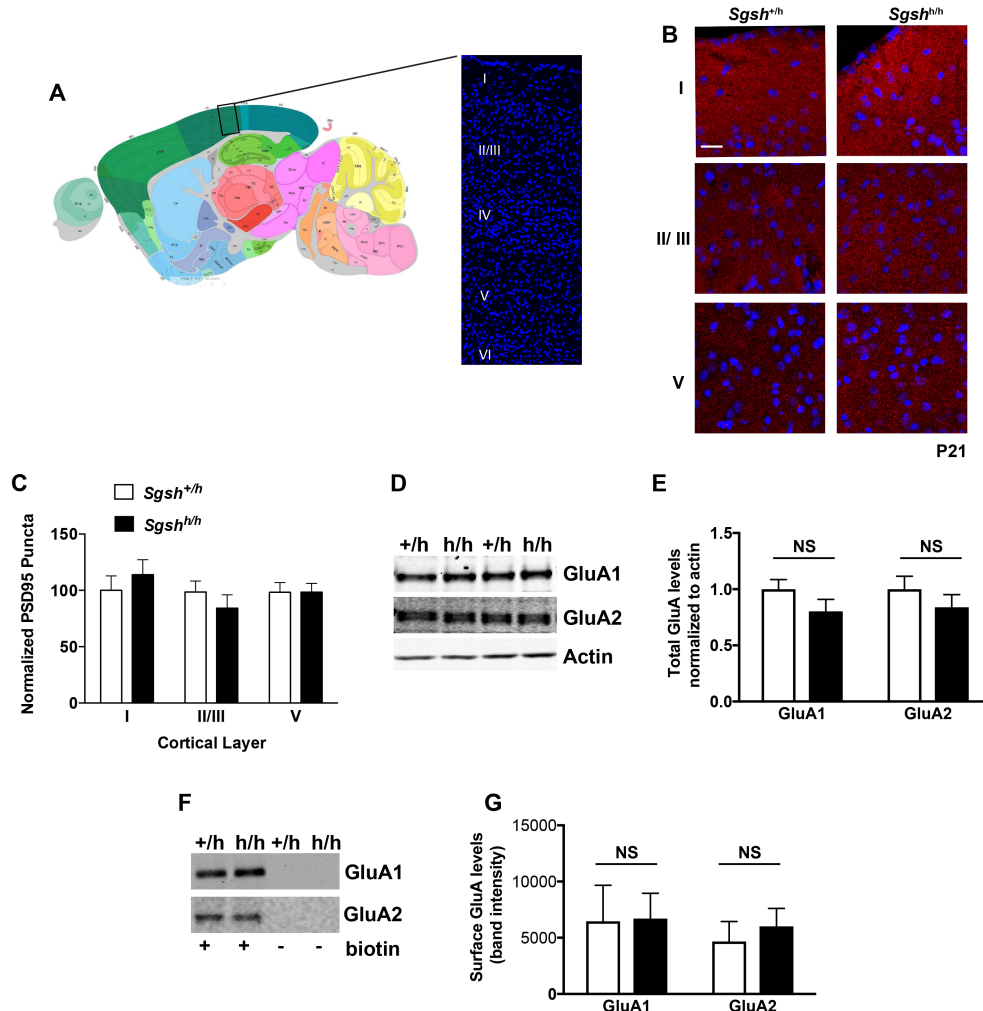 A
I
II/III
IV
V
VI
B
Sgsh+/h
Sgshh/h
I
II/ III
V
P21
C
Sgsh+/h
Sgshh/h
Normalized PSD95 Puncta
150
100
50
0
I
II/III
V
Cortical Layer
D
+/h
h/h
+/h
h/h
GluA1
GluA2
Actin
E
Total GluA levels
normalized to actin
1.5
1.0
0.5
0.0
NS
NS
GluA1
GluA2
F
+/h
h/h
+/h
h/h
GluA1
GluA2
+
+
-
-
biotin
G
Surface GluA levels
(band intensity)
15000
10000
5000
0
NS
NS
GluA1
GluA2